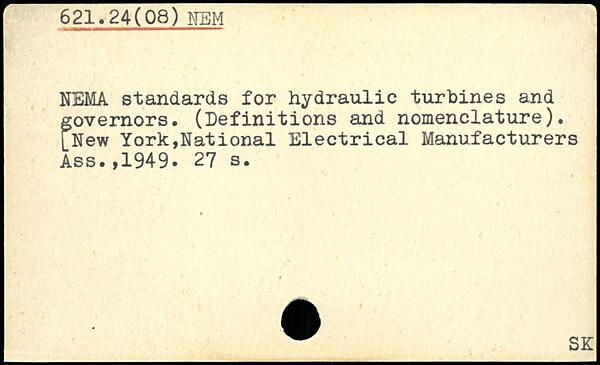 621.24(08) NEM
NEMA standards for hydraulic turbines and
governors. (Definitions and nomenclature).
[New York,National Electrical Manufacturers
Ass.,1949. 27 s.
SK